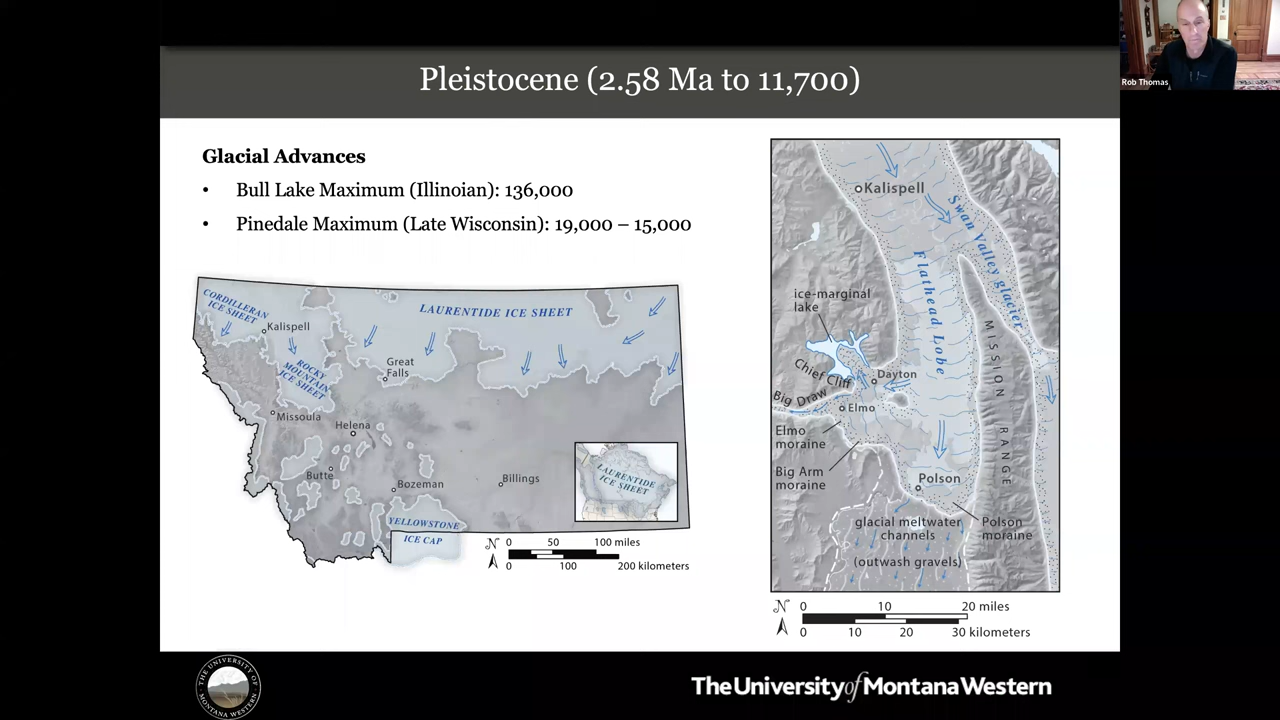 Pleistocene (2.58 Ma to 11,700)
Rob Thomas
Glacial Advances
• Bull Lake Maximum (Illinoian): 136,000
• Pinedale Maximum (Late Wisconsin): 19,000 – 15,000
CORDILLERAN
ICE SHEET
Kalispell
LAURENTIDE ICE SHEET
ROCKY
MOUNTAIN
ICE SHEET
Great
Falls
Missoula
Helena
Butte
Bozeman
Billings
LAURENTIDE
ICE SHEET
YELLOWSTONE
ICE CAP
N
0 50 100 miles
0 100 200 kilometers
Kalispell
Swan Valley glacier
Flathead Lobe
ice-marginal
lake
MISSION RANGE
Chief Cliff
Dayton
Big Draw
Elmo
Elmo
moraine
Big Arm
moraine
Polson
glacial meltwater
channels
(outwash gravels)
Polson
moraine
N
0 10 20 miles
0 10 20 30 kilometers
THE UNIVERSITY OF
MONTANA WESTERN
The University of Montana Western